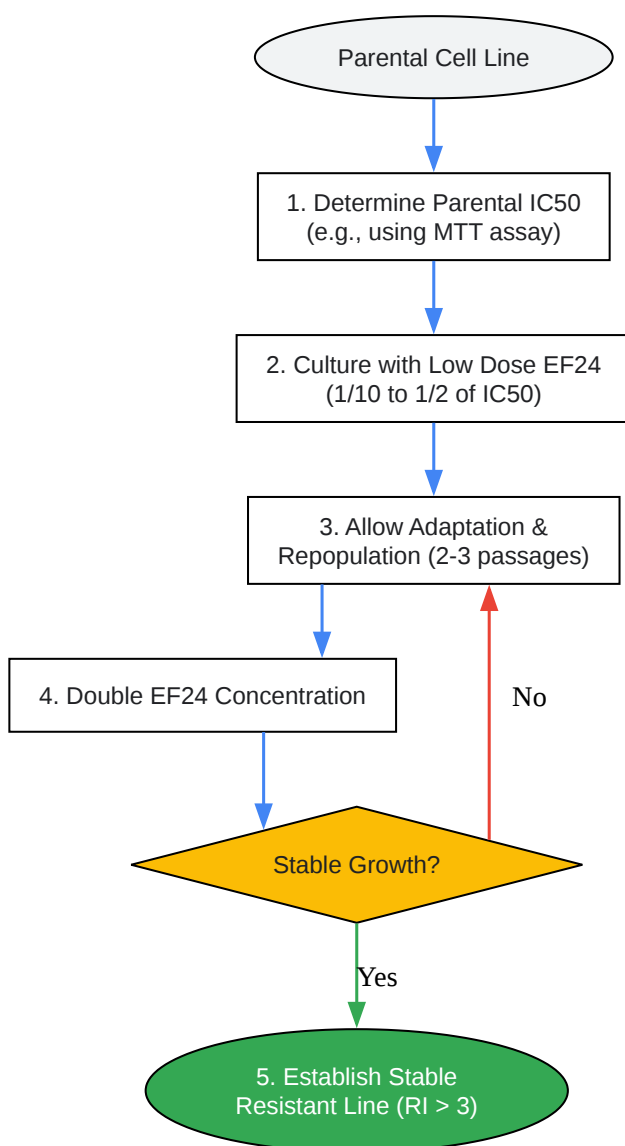 Parental Cell Line
1. Determine Parental IC50
(e.g., using MTT assay)
2. Culture with Low Dose EF24
(1/10 to 1/2 of IC50)
3. Allow Adaptation &
Repopulation (2-3 passages)
4. Double EF24 Concentration
No
Stable Growth?
Yes
5. Establish Stable
Resistant Line (RI > 3)